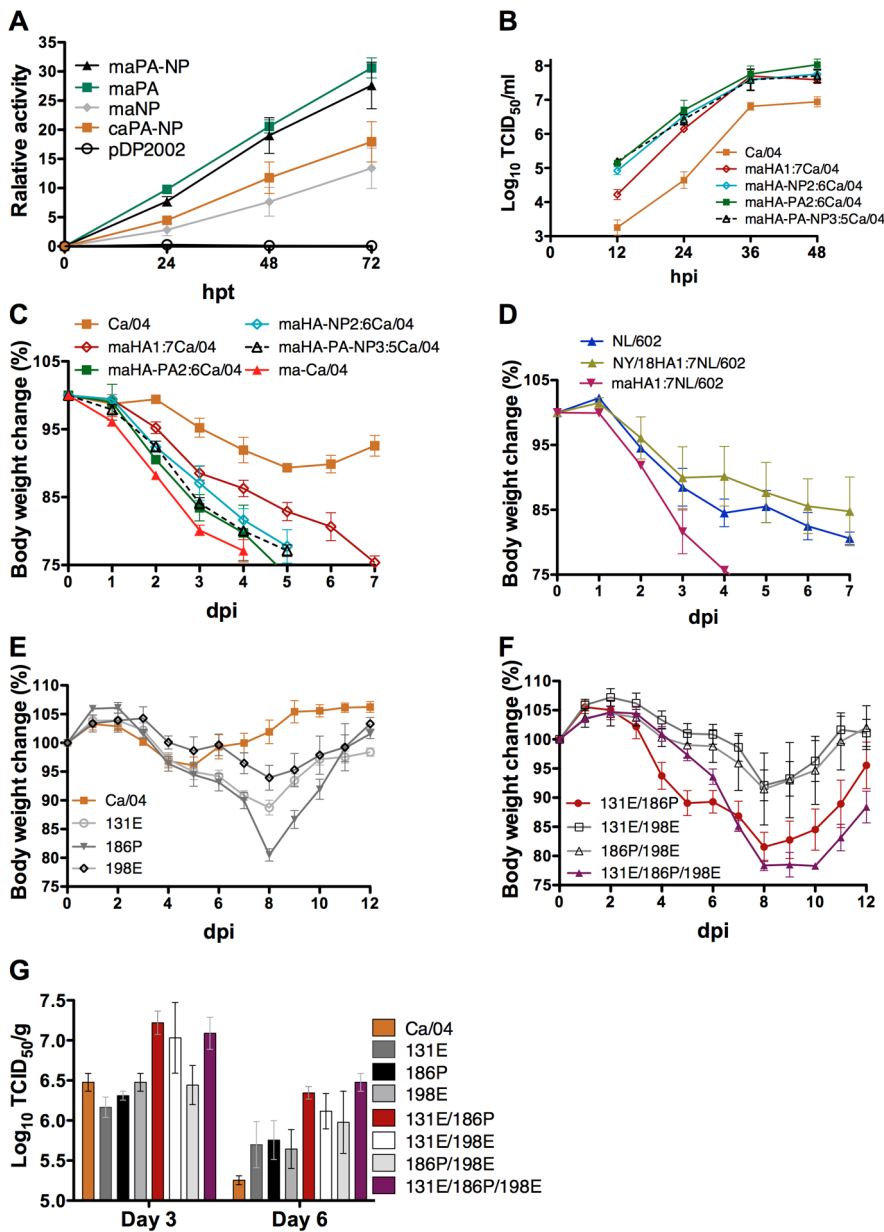 A
Ralative activity
35
30
25
20
15
10
5
0
maPA-NP
maPA
maNP
caPA-NP
pDP2002
0
24
48
72
hpt
B
Log10 TCID50/ml
9
8
7
6
5
4
3
Ca/04
maHA1:7Ca/04
maHA-NP2:6Ca/04
maHA-PA2:6Ca/04
maHA-PA-NP3:5Ca/04
0
12
24
36
48
hpi
C
Ca/04
maHA1:7Ca/04
maHA-PA2:6Ca/04
maHA-NP2:6Ca/04
maHA-PA-NP3:5Ca/04
ma-Ca/04
Body weight change (%)
105
95
85
75
0
1
2
3
4
5
6
7
dpi
D
NL/602
NY/18HA1:7NL/602
maHA1:7NL/602
Body weight change (%)
105
95
85
75
0
1
2
3
4
5
6
7
dpi
E
Body weight change (%)
110
105
100
95
90
85
80
75
Ca/04
131E
186P
198E
0
2
4
6
8
10
12
dpi
F
Body weight change (%)
110
105
100
95
90
85
80
75
131E/186P
131E/198E
186P/198E
131E/186P/198E
0
2
4
6
8
10
12
dpi
G
Log10 TCID50/g
7.5
7.0
6.5
6.0
5.5
5.0
Day 3
Day 6
Ca/04
131E
186P
198E
131E/186P
131E/198E
186P/198E
131E/186P/198E